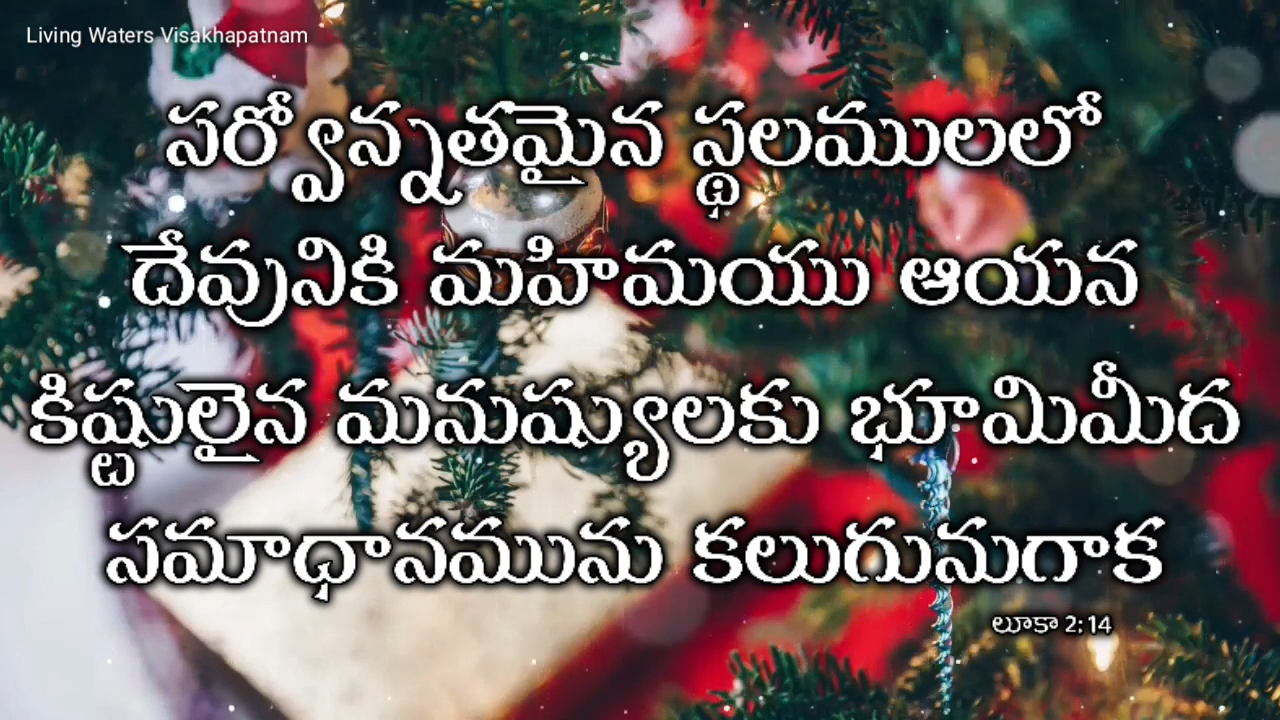 Living Waters Visakhapatnam
సర్వోన్నతమైన స్థలములలో
దేవునికి మహిమయు ఆయన
కిష్టులైన మనుష్యులకు భూమిమీద
సమాధానమును కలుగునుగాక
లూకా 2:14